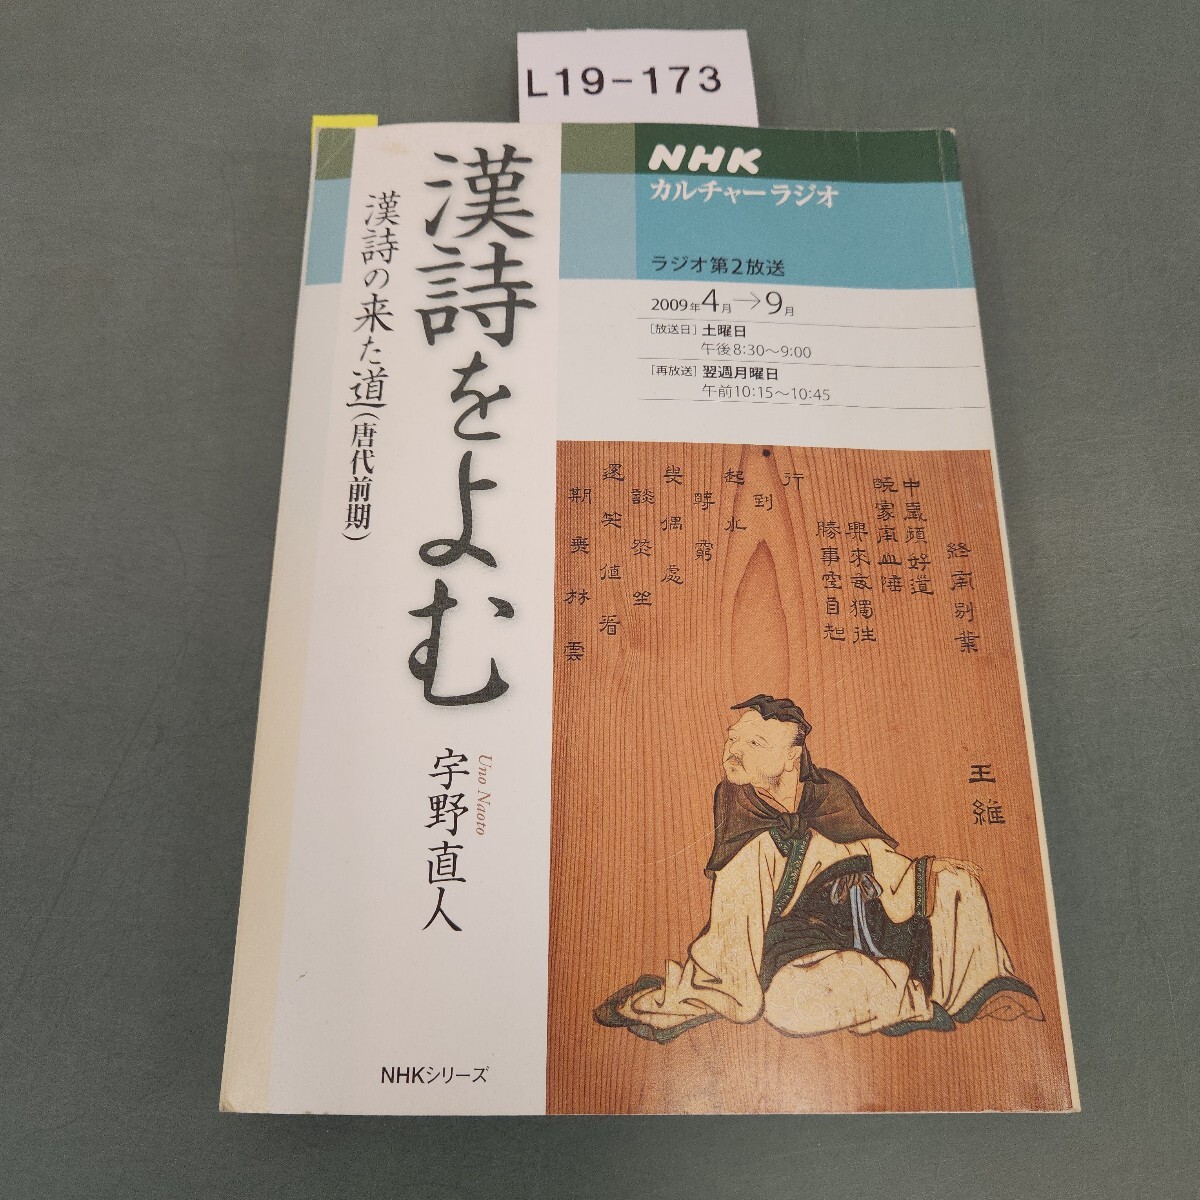 L19-173
NHK
カルチャーラジオ
ラジオ第2放送
2009年4月→9月
[放送日] 土曜日
午後8:30〜9:00
[再放送] 翌週月曜日
午前10:15〜10:45
漢詩をよむ
漢詩の来た道(唐代前期)
宇野直人
Uno Naoto
NHKシリーズ
終南別業
中歳頗好道
晩家南山陲
興來每獨往
勝事空自知
行
到
起水
時窮
叟偶處
談然坐
還笑値看
期無林雲
王維